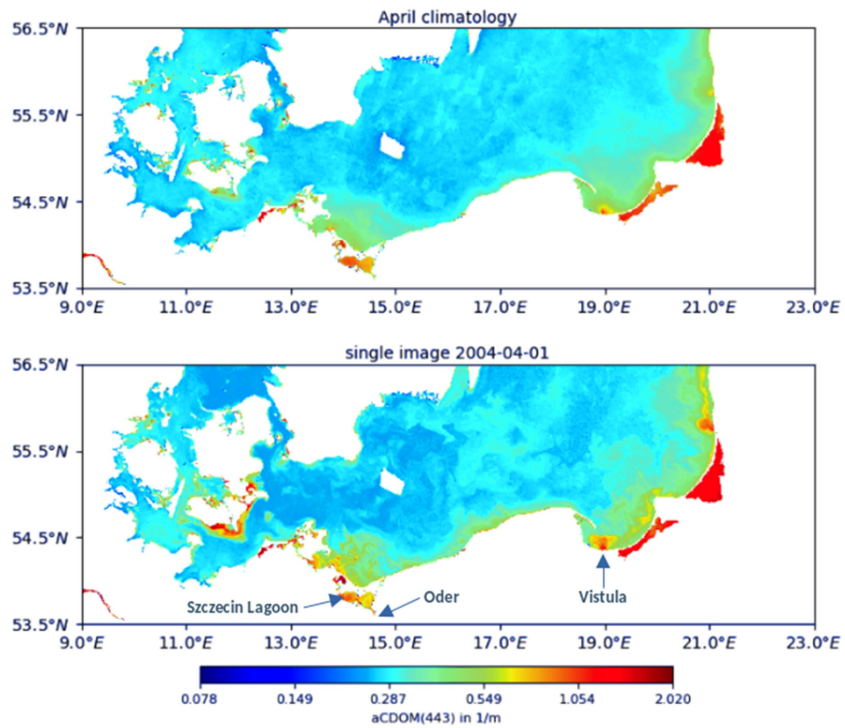 April climatology
56.5°N
55.5°N
54.5°N
53.5°N
9.0°E 11.0°E 13.0°E 15.0°E 17.0°E 19.0°E 21.0°E 23.0°E
single image 2004-04-01
56.5°N
55.5°N
54.5°N
53.5°N
Szczecin Lagoon Oder Vistula
9.0°E 11.0°E 13.0°E 15.0°E 17.0°E 19.0°E 21.0°E 23.0°E
0.078 0.149 0.287 0.549 1.054 2.020
aCDOM(443) in 1/m